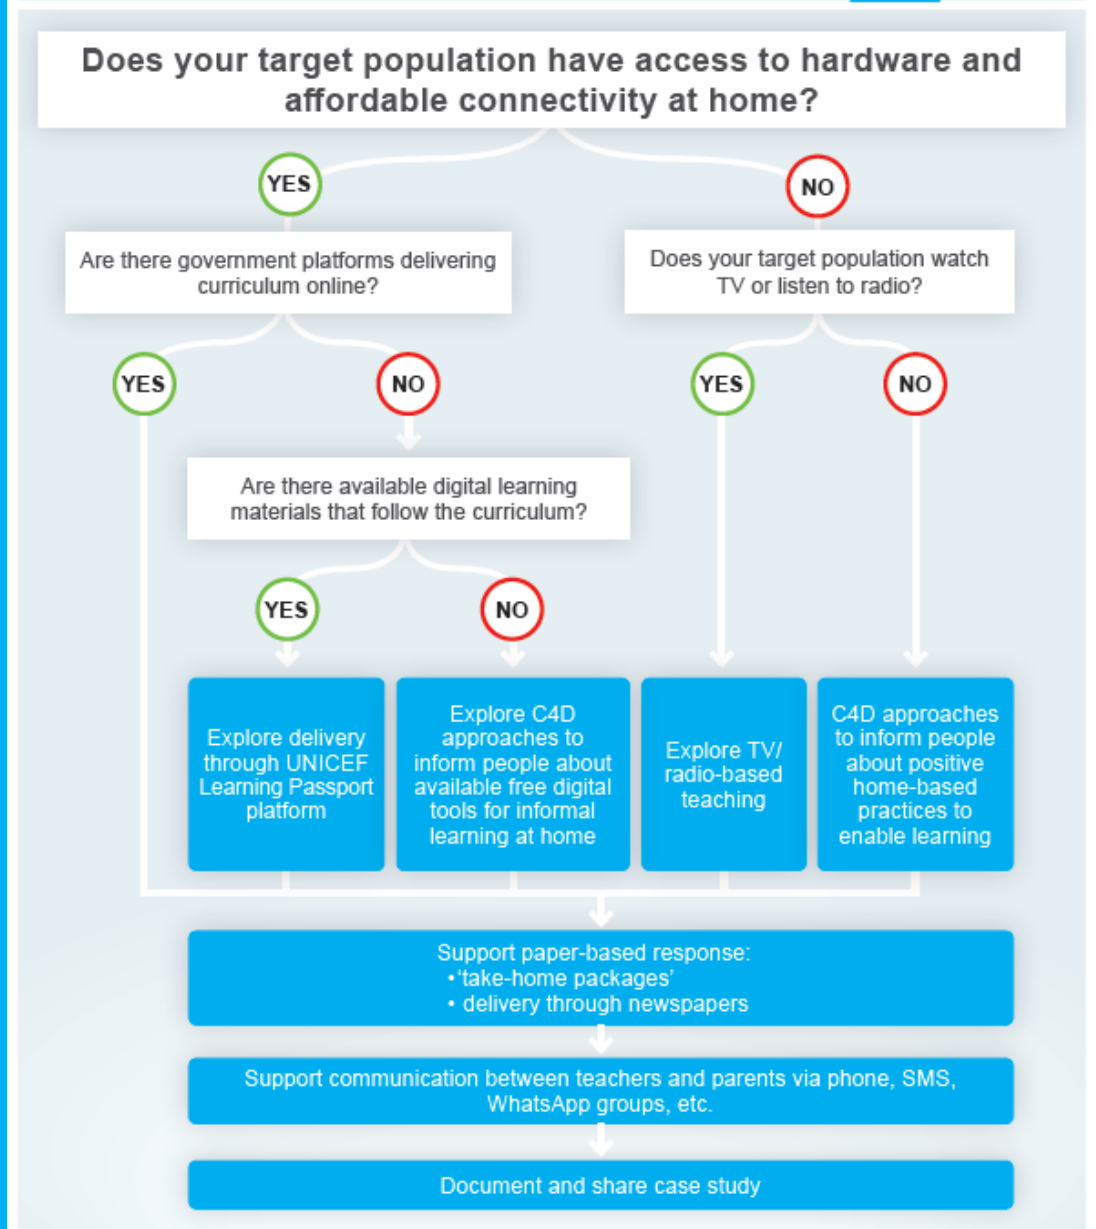 Does your target population have access to hardware and
affordable connectivity at home?
YES
NO
Are there government platforms delivering
curriculum online?
Does your target population watch
TV or listen to radio?
YES
NO
YES
NO
Are there available digital learning
materials that follow the curriculum?
YES
NO
Explore delivery
through UNICEF
Learning Passport
platform
Explore C4D
approaches to
inform people about
available free digital
tools for informal
learning at home
Explore TV/
radio-based
teaching
C4D approaches
to inform people
about positive
home-based
practices to
enable learning
Support paper-based response:
•‘take-home packages’
• delivery through newspapers
Support communication between teachers and parents via phone, SMS,
WhatsApp groups, etc.
Document and share case study